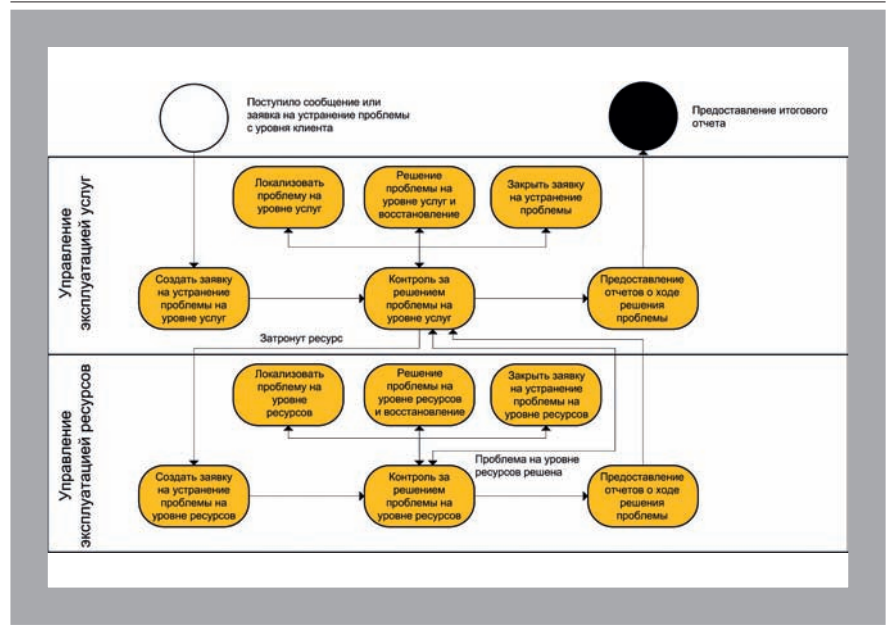 Поступило сообщение или
заявка на устранение проблемы
с уровня клиента
Предоставление итогового
отчета
Управление
эксплуатацией услуг
Локализовать
проблему на
уровне услуг
Решение
проблемы на
уровне услуг и
восстановление
Закрыть заявку
на устранение
проблемы
Создать заявку
на устранение
проблемы на
уровне услуг
Контроль за
решением
проблемы на
уровне услуг
Предоставление
отчетов о ходе
решения
проблемы
Затронут ресурс
Управление
эксплуатацией ресурсов
Локализовать
проблему на
уровне
ресурсов
Решение
проблемы на
уровне ресурсов
и восстановление
Закрыть заявку
на устранение
проблемы на
уровне ресурсов
Проблема на уровне
ресурсов решена
Создать заявку
на устранение
проблемы на
уровне ресурсов
Контроль за
решением
проблемы на
уровне ресурсов
Предоставление
отчетов о ходе
решения
проблемы